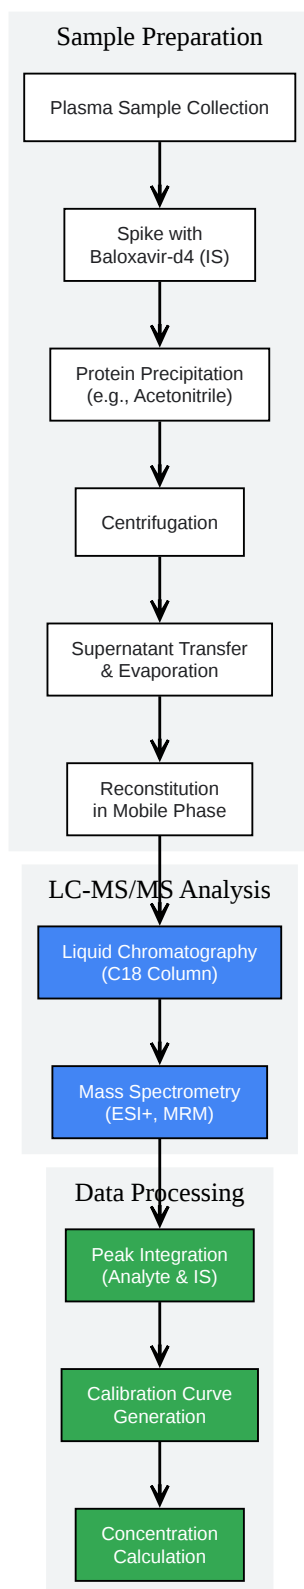 Sample Preparation
Plasma Sample Collection
Spike with
Baloxavir-d4 (IS)
Protein Precipitation
(e.g., Acetonitrile)
Centrifugation
Supernatant Transfer
& Evaporation
Reconstitution
in Mobile Phase
LC-MS/MS Analysis
Liquid Chromatography
(C18 Column)
Mass Spectrometry
(ESI+, MRM)
Data Processing
Peak Integration
(Analyte & IS)
Calibration Curve
Generation
Concentration
Calculation